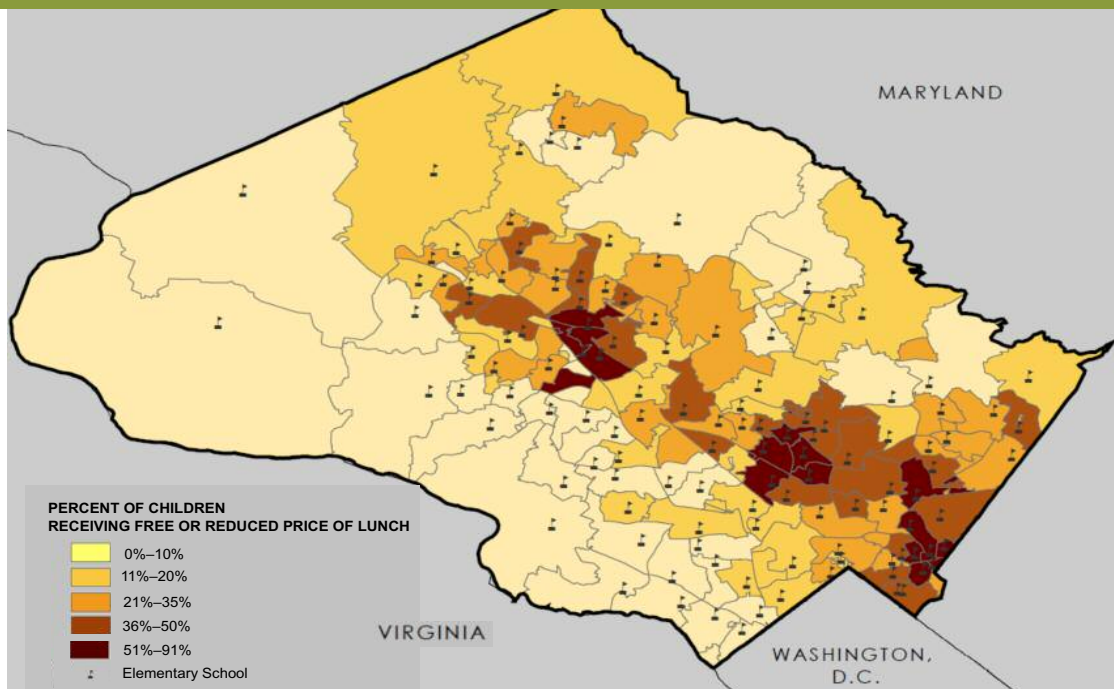 MARYLAND
PERCENT OF CHILDREN
RECEIVING FREE OR REDUCED PRICE OF LUNCH
0%–10%
11%–20%
21%–35%
36%–50%
51%–91%
Elementary School
VIRGINIA
WASHINGTON,
D.C.